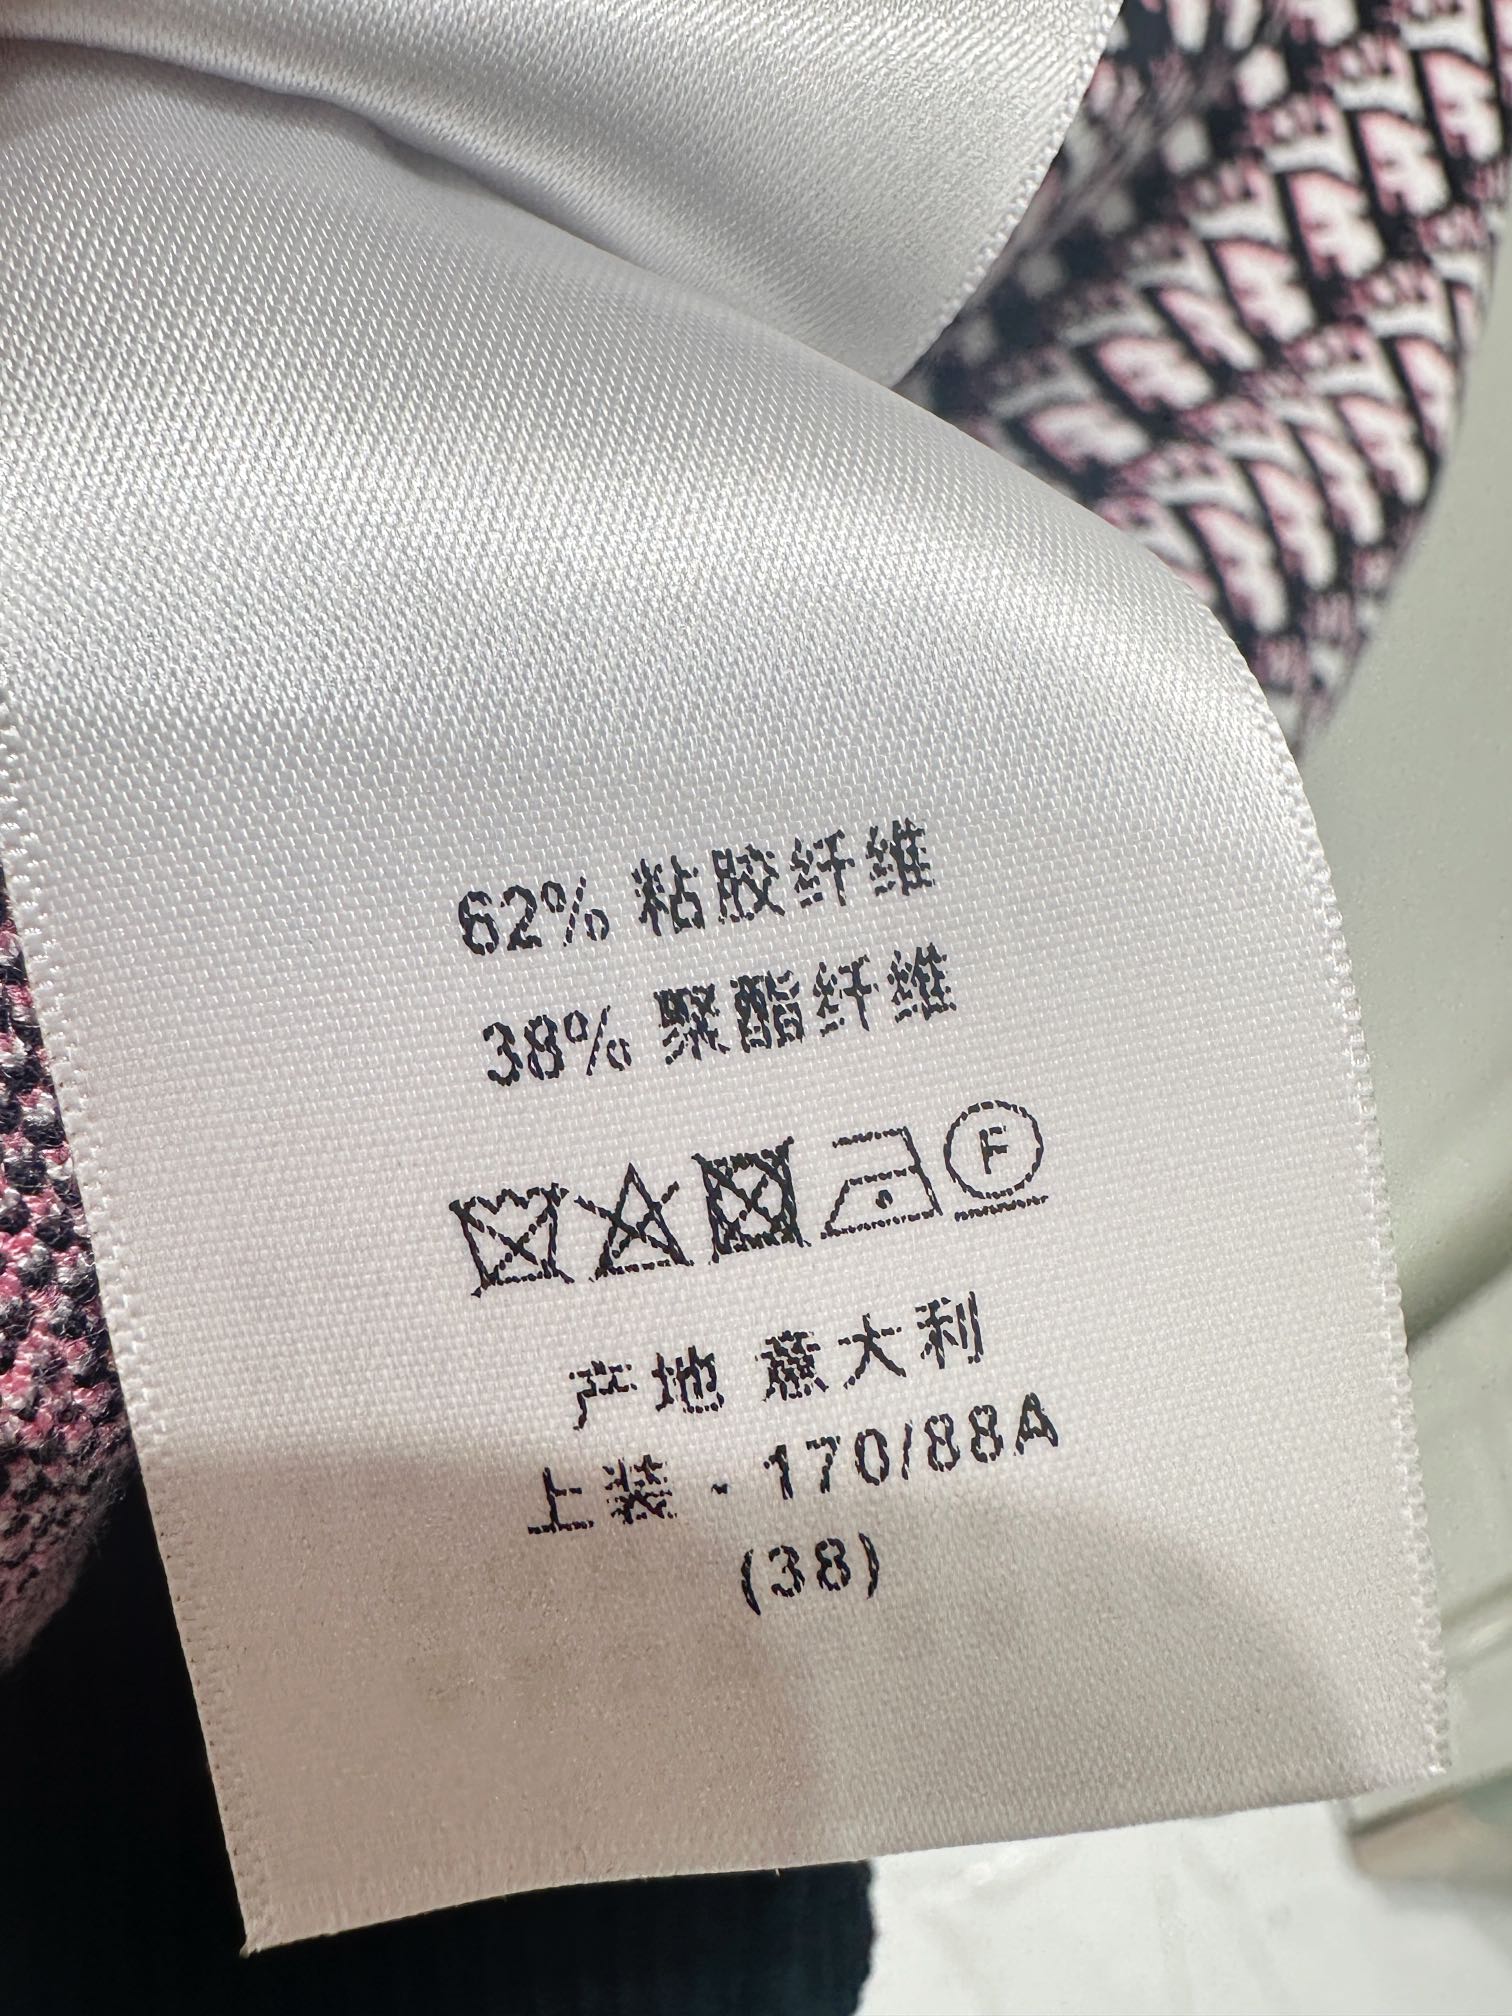 62% 粘胶纤维
38% 聚酯纤维
F
产地 意大利
上装 - 170/88A
(38)